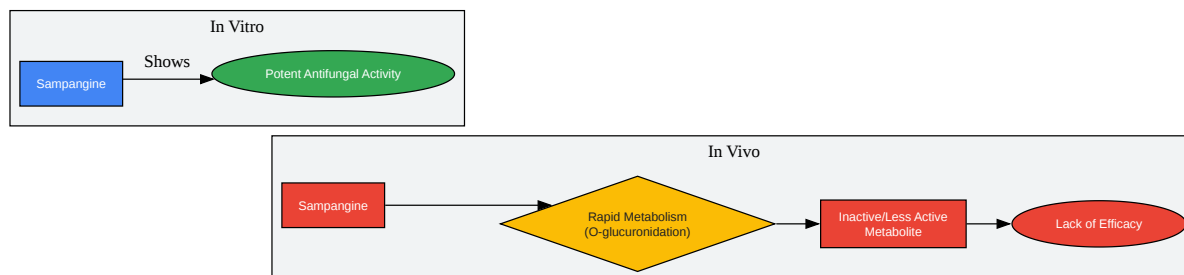 In Vitro
Sampangine
Shows
Potent Antifungal Activity
In Vivo
Sampangine
Rapid Metabolism
(O-glucuronidation)
Inactive/Less Active
Metabolite
Lack of Efficacy